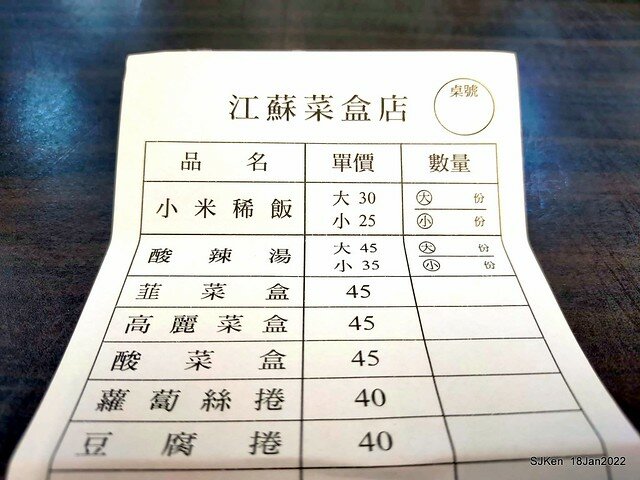 江蘇菜盒店 桌號
品名 單價 數量
小米稀飯 大 30 大 份
小 25 小 份
酸辣湯 大 45 大 份
小 35 小 份
韮菜盒 45
高麗菜盒 45
酸菜盒 45
蘿蔔絲捲 40
豆腐捲 40
SJKen 18Jan2022